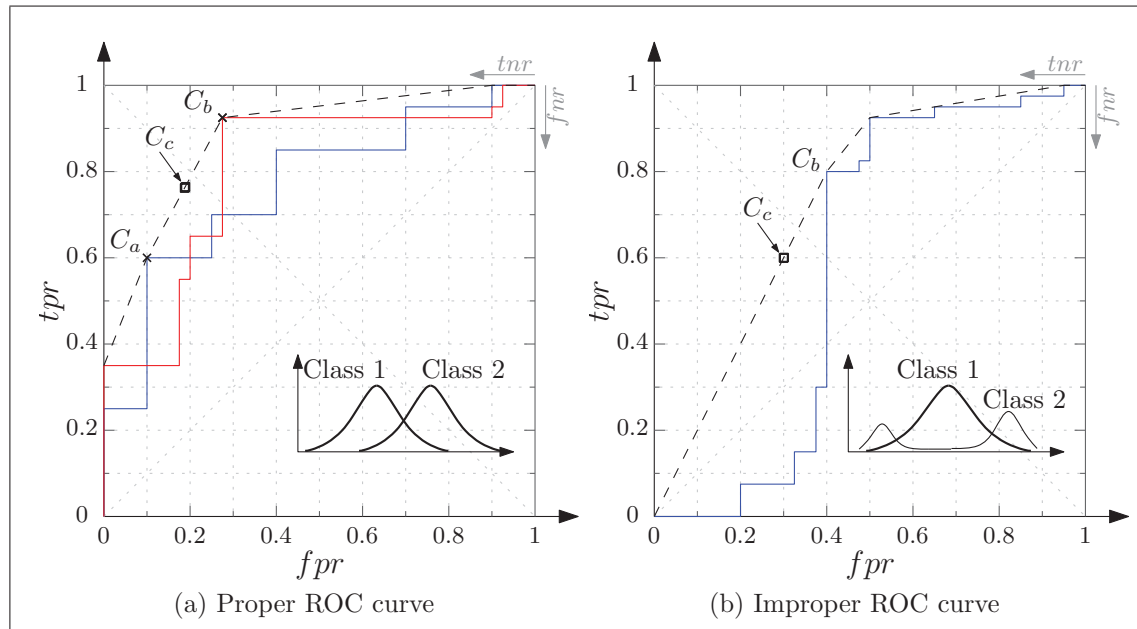 tnr
fnr
1
0.8
0.6
0.4
0.2
0
tpr
C_b
C_c
C_a
Class 1
Class 2
0
0.2
0.4
0.6
0.8
1
fpr
(a) Proper ROC curve
tnr
fnr
1
0.8
0.6
0.4
0.2
0
tpr
C_b
C_c
Class 1
Class 2
0
0.2
0.4
0.6
0.8
1
fpr
(b) Improper ROC curve